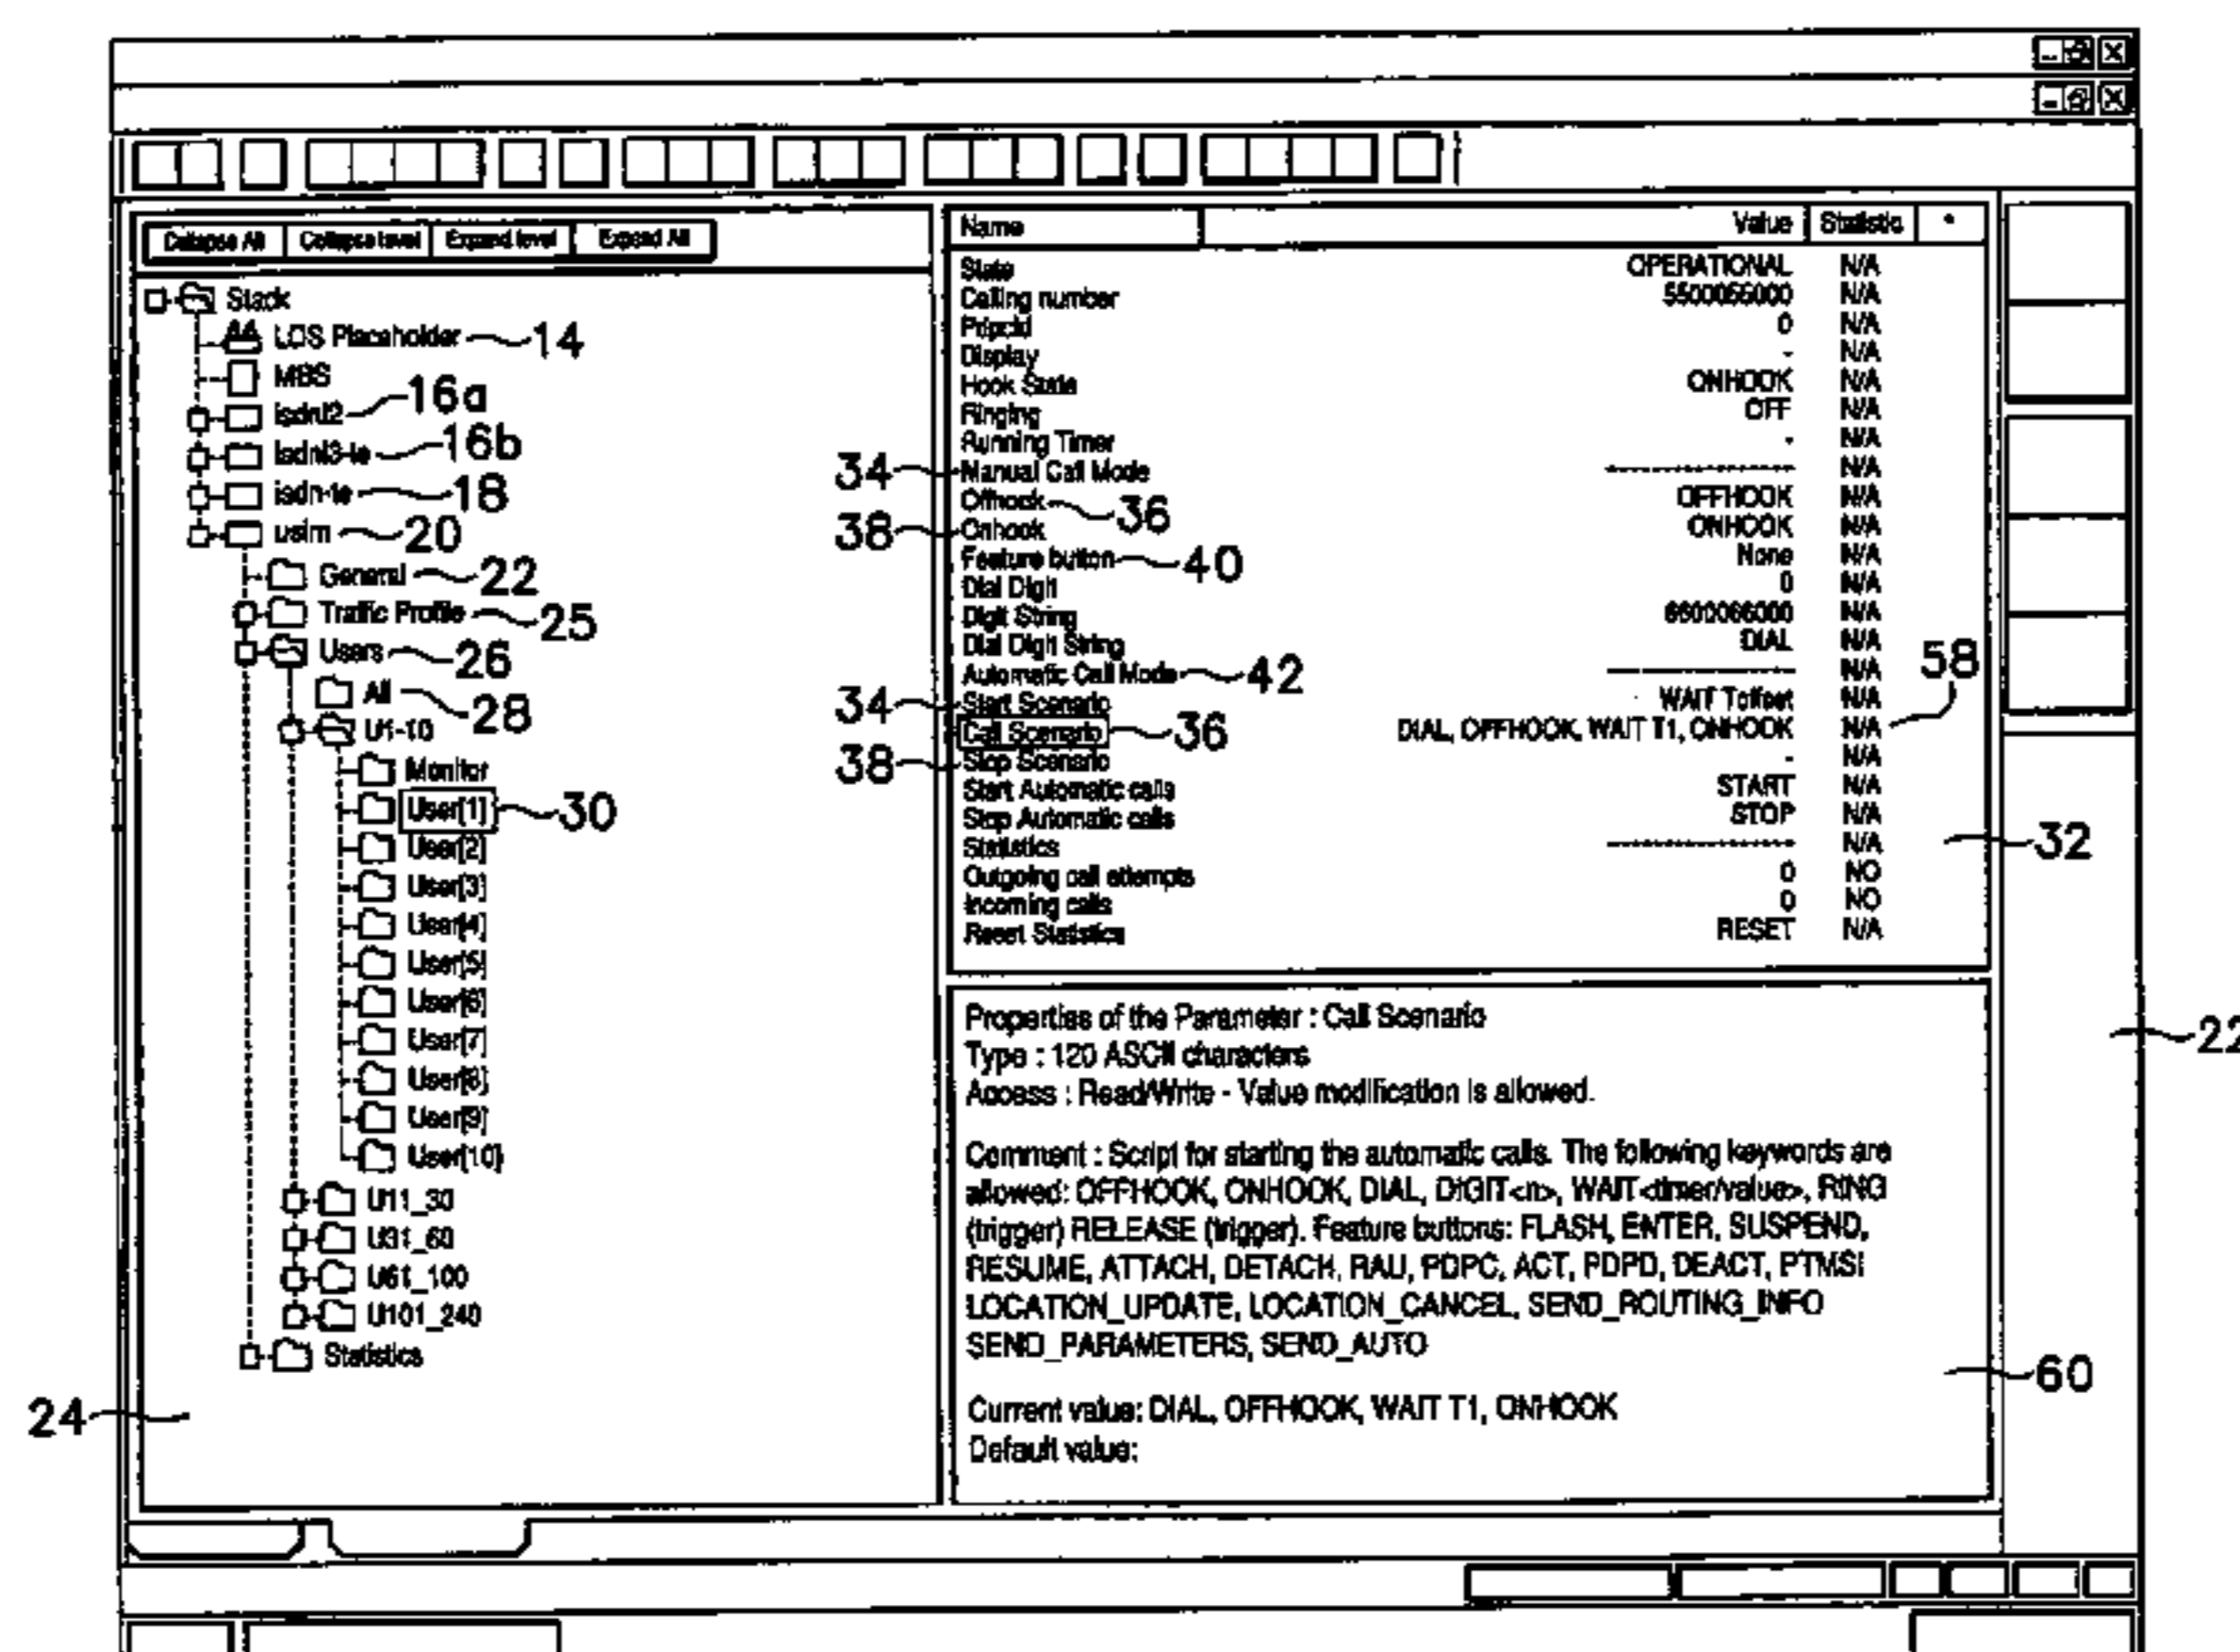 Collapse All Collapse level Expand level Expand All
Stack
LOS Placeholder 14
MBS
isdnl2 16a
isdnl3-te 16b
isdn-te 18
usim 20
General 22
Traffic Profile 25
Users 26
All 28
U1-10
Monitor
User[1] 30
User[2]
User[3]
User[4]
User[5]
User[6]
User[7]
User[8]
User[9]
User[10]
U11_30
U31_60
U61_100
U101_240
Statistics
24
Name Value Statistic *
State OPERATIONAL N/A
Calling number 5500055000 N/A
0 N/A
Display - N/A
Hook State ONHOOK N/A
Ringing OFF N/A
Running Timer - N/A
34 Manual Call Mode ---------------- N/A
Offhook 36 OFFHOOK N/A
38 Onhook ONHOOK N/A
Feature button 40 None N/A
Dial Digit 0 N/A
Digit String 6600066000 N/A
Dial Digit String DIAL N/A
Automatic Call Mode 42 ---------------- N/A 58
34 Start Scenario WAIT Toffset N/A
Call Scenario 36 DIAL, OFFHOOK, WAIT T1, ONHOOK N/A
38 Stop Scenario - N/A
Start Automatic calls START N/A
Stop Automatic calls STOP N/A
Statistics ---------------- N/A 32
Outgoing call attempts 0 NO
Incoming calls 0 NO
Reset Statistics RESET N/A
Properties of the Parameter : Call Scenario
Type : 120 ASCII characters
Access : Read/Write - Value modification is allowed.
22
Comment : Script for starting the automatic calls. The following keywords are
allowed: OFFHOOK, ONHOOK, DIAL, DIGIT<n>, WAIT<timer/value>, RING
(trigger) RELEASE (trigger). Feature buttons: FLASH, ENTER, SUSPEND,
RESUME, ATTACH, DETACH, RAU, PDPC, ACT, PDPD, DEACT, PTMSI
LOCATION_UPDATE, LOCATION_CANCEL, SEND_ROUTING_INFO
SEND_PARAMETERS, SEND_AUTO
60
Current value: DIAL, OFFHOOK, WAIT T1, ONHOOK
Default value: